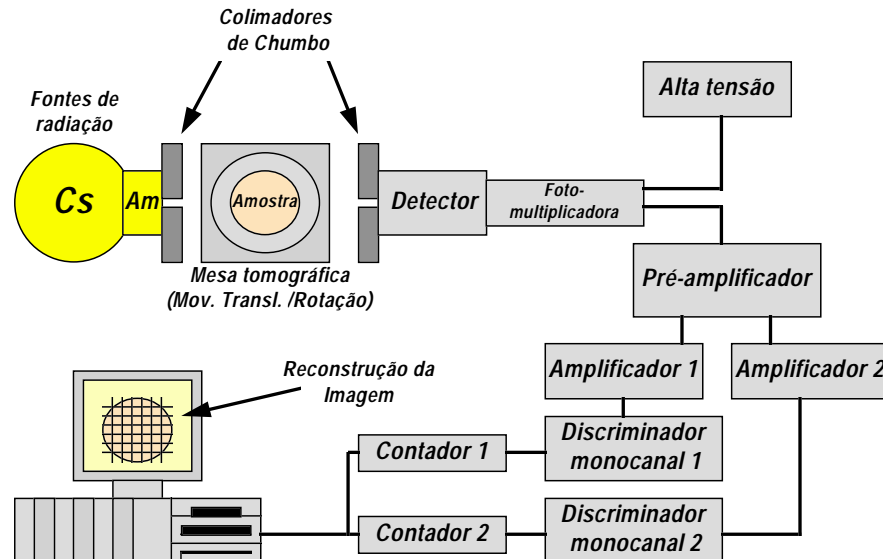 Colimadores
de Chumbo
Fontes de
radiação
Alta tensão
Cs
Am
Amostra
Detector
Foto-
multiplicadora
Mesa tomográfica
(Mov. Transl. /Rotação)
Pré-amplificador
Amplificador 1
Amplificador 2
Reconstrução da
Imagem
Contador 1
Discriminador
monocanal 1
Contador 2
Discriminador
monocanal 2